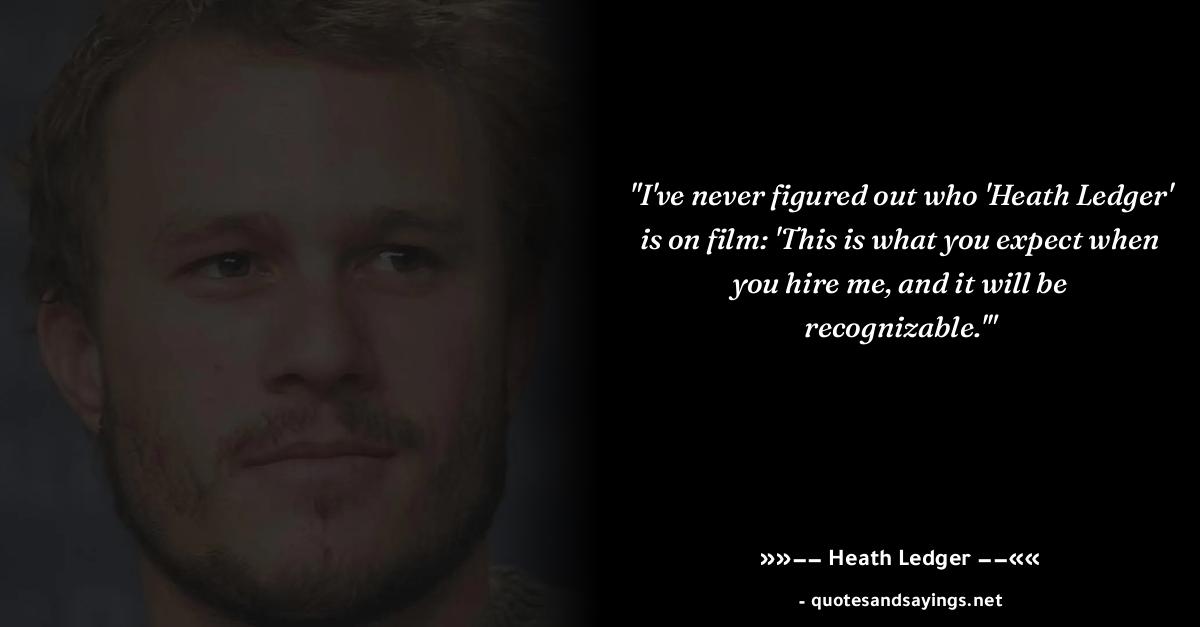 "I've never figured out who 'Heath Ledger'
is on film: 'This is what you expect when
you hire me, and it will be
recognizable.'"
»»−− Heath Ledger −−««
- quotesandsayings.net